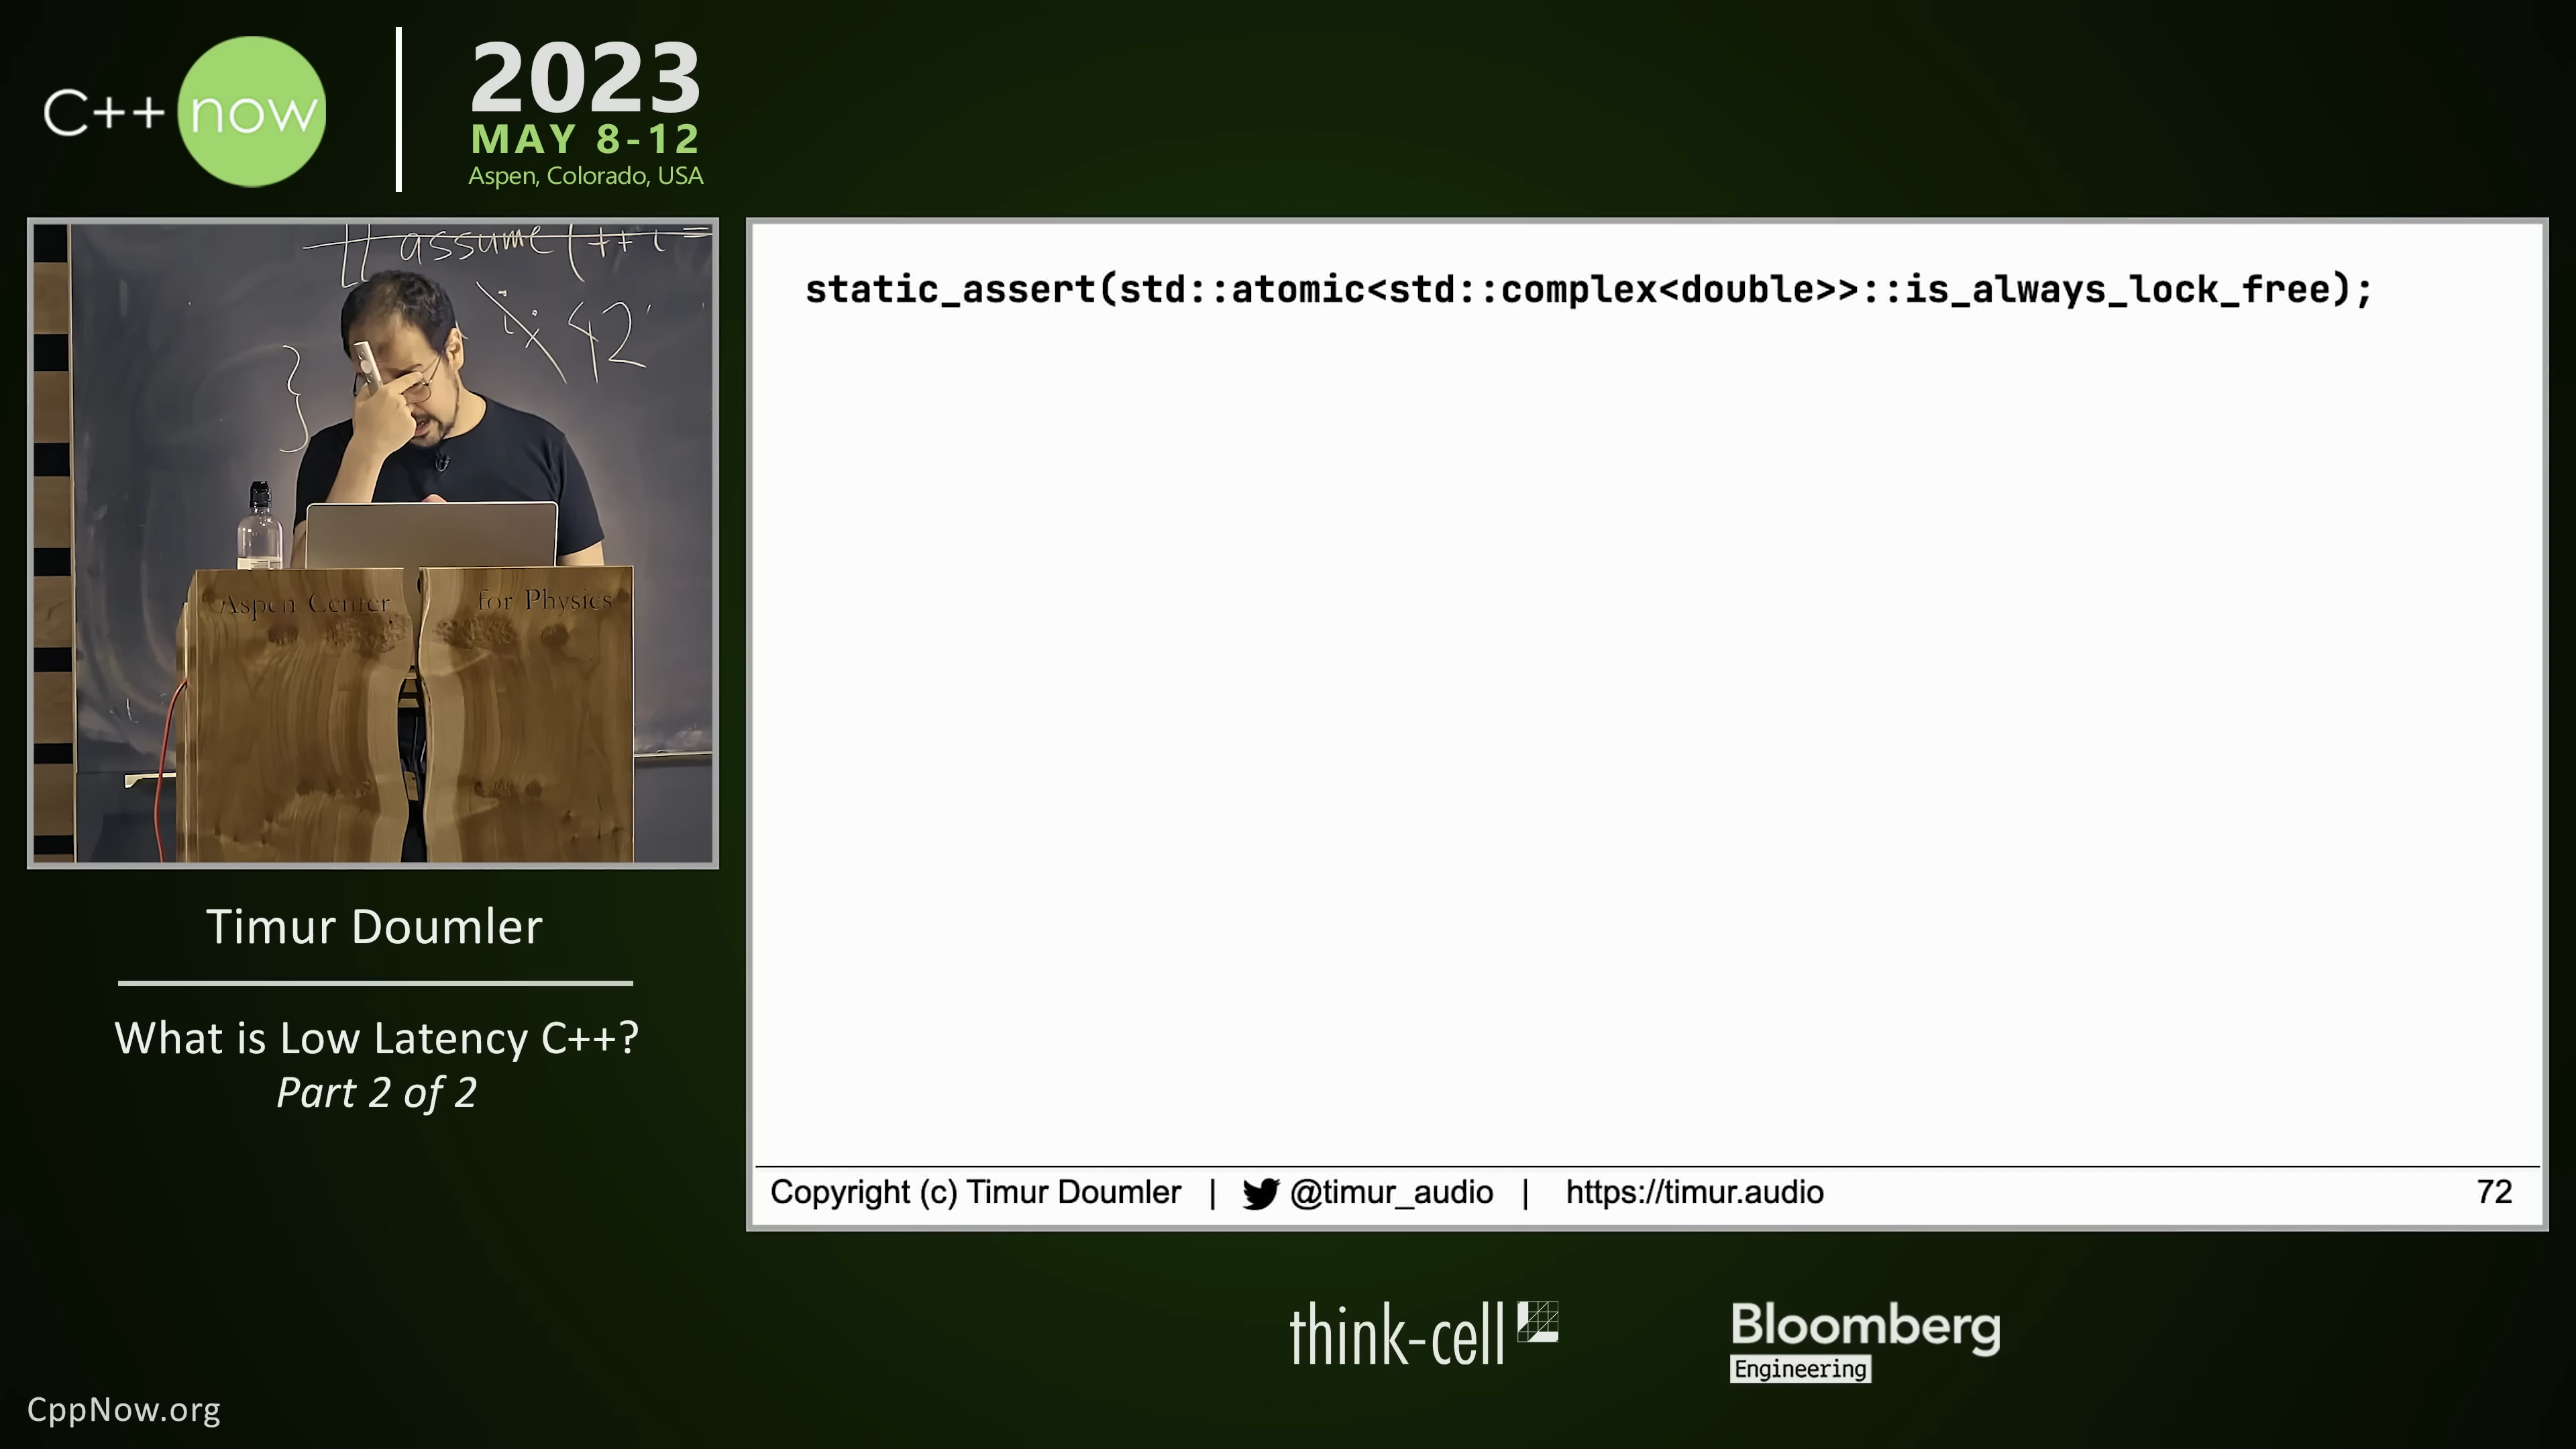 C++ now
2023
MAY 8-12
Aspen, Colorado, USA
[[ assume(++i =
i 42
}
Aspen Center for Physics
Timur Doumler
What is Low Latency C++?
Part 2 of 2
static_assert(std::atomic<std::complex<double>>::is_always_lock_free);
Copyright (c) Timur Doumler | @timur_audio | https://timur.audio 72
think-cell
Bloomberg
Engineering
CppNow.org